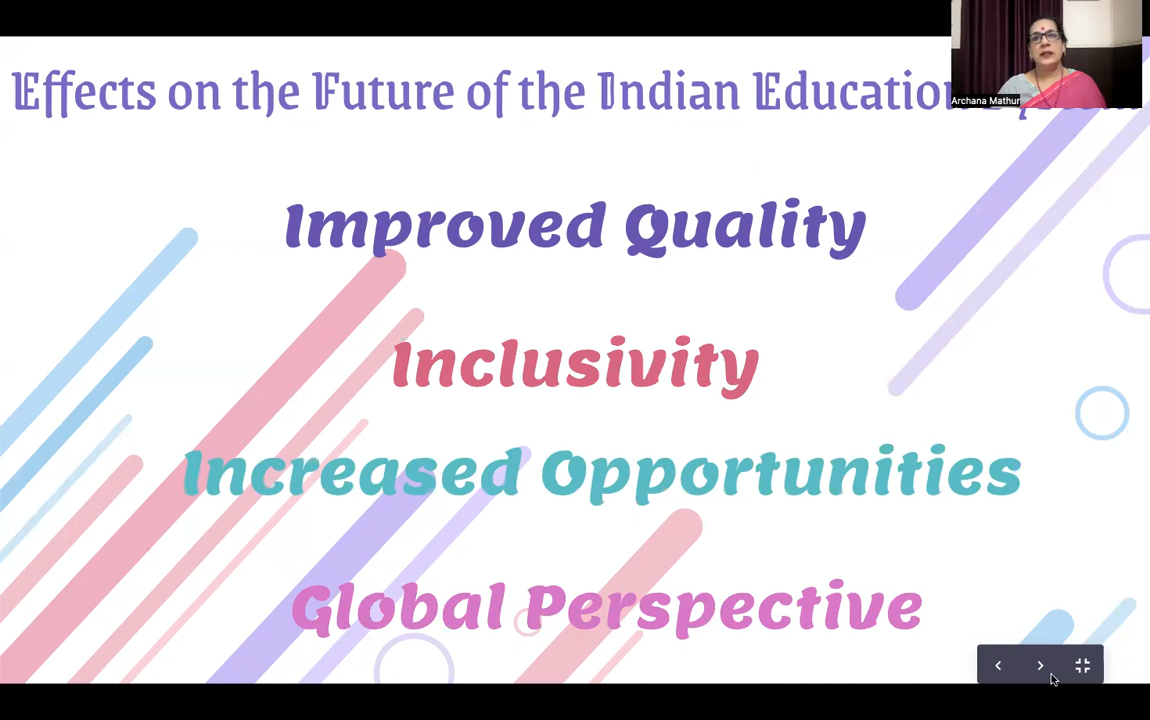 Effects on the Future of the Indian Education
Archana Mathur
Improved Quality
Inclusivity
Increased Opportunities
Global Perspective